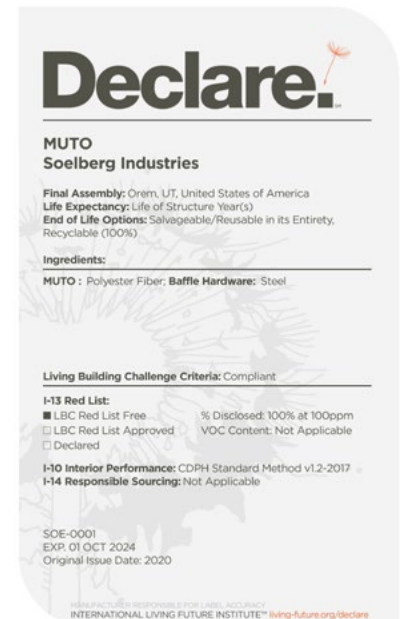 Declare.
MUTO
Soelberg Industries
Final Assembly: Orem, UT, United States of America
Life Expectancy: Life of Structure Year(s)
End of Life Options: Salvageable/Reusable in its Entirety,
Recyclable (100%)
Ingredients:
MUTO : Polyester Fiber; Baffle Hardware: Steel
Living Building Challenge Criteria: Compliant
I-13 Red List:
■ LBC Red List Free % Disclosed: 100% at 100ppm
□ LBC Red List Approved VOC Content: Not Applicable
□ Declared
I-10 Interior Performance: CDPH Standard Method v1.2-2017
I-14 Responsible Sourcing: Not Applicable
SOE-0001
EXP. 01 OCT 2024
Original Issue Date: 2020
MANUFACTURER RESPONSIBLE FOR LABEL ACCURACY
INTERNATIONAL LIVING FUTURE INSTITUTE™ living-future.org/declare